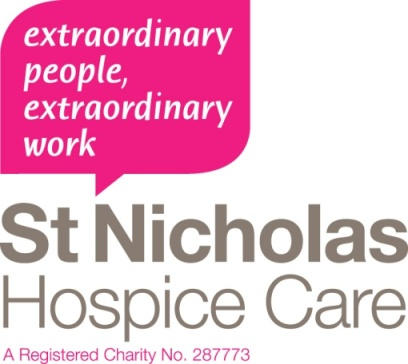 extraordinary
people,
extraordinary
work
St Nicholas
Hospice Care
A Registered Charity No. 287773